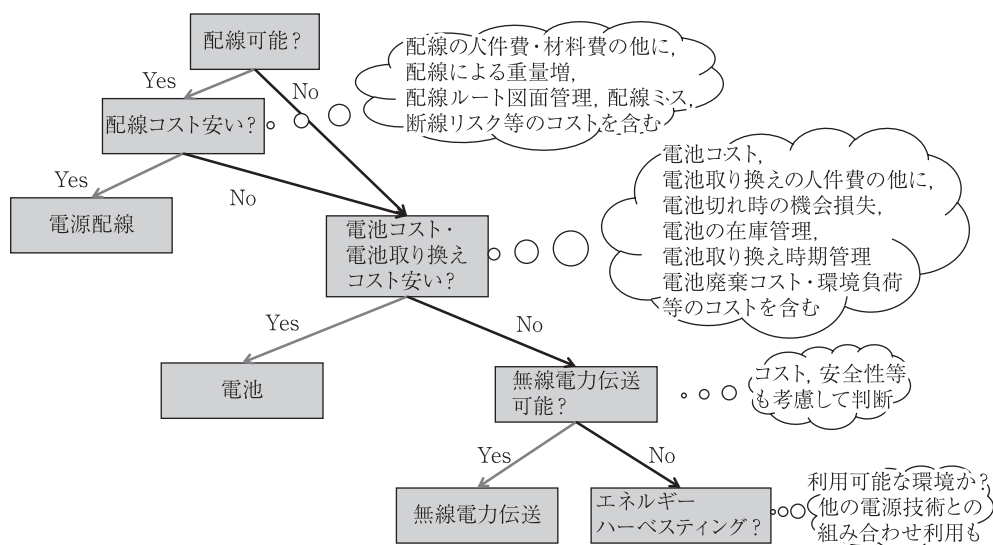 配線可能?
配線の人件費・材料費の他に,
配線による重量増,
配線ルート図面管理, 配線ミス,
断線リスク等のコストを含む
Yes
No
配線コスト安い?
電池コスト,
電池取り換えの人件費の他に,
電池切れ時の機会損失,
電池の在庫管理,
電池取り換え時期管理
電池廃棄コスト・環境負荷
等のコストを含む
Yes
No
電源配線
電池コスト・
電池取り換え
コスト安い?
Yes
No
電池
無線電力伝送
可能?
コスト, 安全性等
も考慮して判断
Yes
No
無線電力伝送
エネルギー
ハーベスティング?
利用可能な環境か?
他の電源技術との
組み合わせ利用も